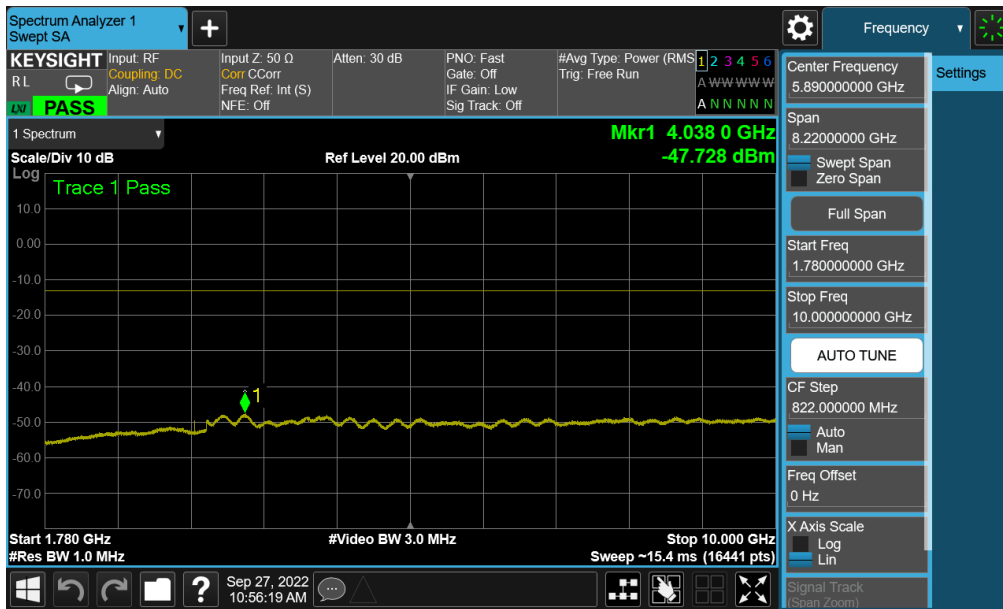 Spectrum Analyzer 1
Swept SA
Frequency
KEYSIGHT
R L
LXI
PASS
Input: RF
Coupling: DC
Align: Auto
Input Z: 50 Ω
Corr CCorr
Freq Ref: Int (S)
NFE: Off
Atten: 30 dB
PNO: Fast
Gate: Off
IF Gain: Low
Sig Track: Off
#Avg Type: Power (RMS
Trig: Free Run
1 2 3 4 5 6
A W W W W W
A N N N N N
1 Spectrum
Mkr1 4.038 0 GHz
Scale/Div 10 dB
Ref Level 20.00 dBm
-47.728 dBm
Log
Trace 1 Pass
10.0
0.00
-10.0
-20.0
-30.0
-40.0
1
-50.0
-60.0
-70.0
Start 1.780 GHz
#Video BW 3.0 MHz
Stop 10.000 GHz
#Res BW 1.0 MHz
Sweep ~15.4 ms (16441 pts)
Center Frequency
5.890000000 GHz
Settings
Span
8.22000000 GHz
Swept Span
Zero Span
Full Span
Start Freq
1.780000000 GHz
Stop Freq
10.000000000 GHz
AUTO TUNE
CF Step
822.000000 MHz
Auto
Man
Freq Offset
0 Hz
X Axis Scale
Log
Lin
Signal Track
(Span Zoom)
?
Sep 27, 2022
10:56:19 AM